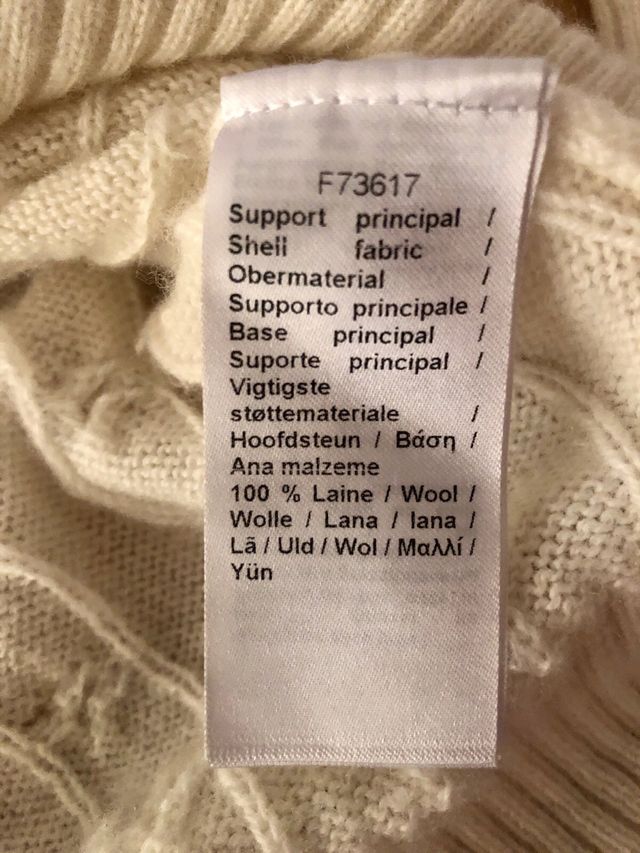 F73617
Support principal /
Shell fabric /
Obermaterial /
Supporto principale /
Base principal /
Suporte principal /
Vigtigste
støttemateriale /
Hoofdsteun / Βάση /
Ana malzeme
100 % Laine / Wool /
Wolle / Lana / lana /
Lã / Uld / Wol / Μαλλί /
Yün